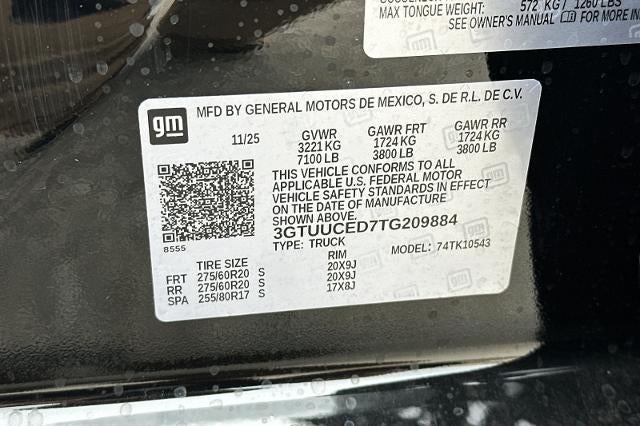 MAX TONGUE WEIGHT: 572 KG / 1260 LBS
SEE OWNER'S MANUAL FOR MORE
gm
MFD BY GENERAL MOTORS DE MEXICO, S. DE R.L. DE C.V.
11/25 GVWR GAWR FRT GAWR RR
3221 KG 1724 KG 1724 KG
7100 LB 3800 LB 3800 LB
THIS VEHICLE CONFORMS TO ALL
APPLICABLE U.S. FEDERAL MOTOR
VEHICLE SAFETY STANDARDS IN EFFECT
ON THE DATE OF MANUFACTURE
SHOWN ABOVE.
3GTUUCED7TG209884
8555
TYPE: TRUCK MODEL: 74TK10543
TIRE SIZE RIM
FRT 275/60R20 S 20X9J
RR 275/60R20 S 20X9J
SPA 255/80R17 S 17X8J